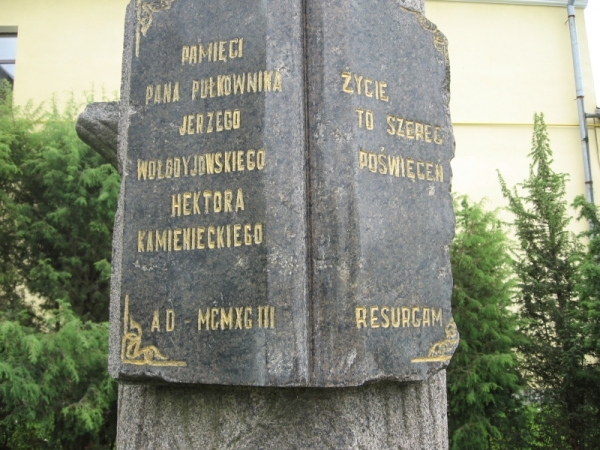 PAMIĘCI
PANA PUŁKOWNIKA
JERZEGO
WOŁODYJOWSKIEGO
HEKTORA
KAMIENIECKIEGO
A.D - MCMXCIII
ŻYCIE
TO SZEREG
POŚWIĘCEŃ
RESURGAM